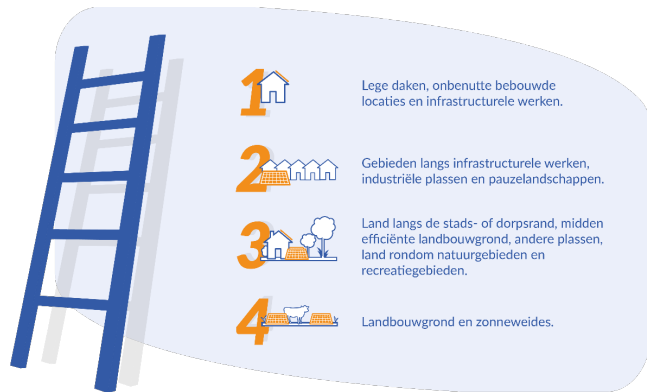 1
Lege daken, onbenutte bebouwde
locaties en infrastructurele werken.
2
Gebieden langs infrastructurele werken,
industriële plassen en pauzelandschappen.
3
Land langs de stads- of dorpsrand, midden
efficiënte landbouwgrond, andere plassen,
land rondom natuurgebieden en
recreatiegebieden.
4
Landbouwgrond en zonneweides.